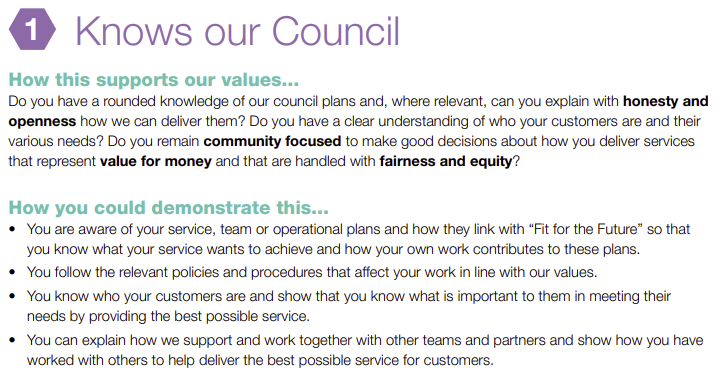 1 Knows our Council
How this supports our values...
Do you have a rounded knowledge of our council plans and, where relevant, can you explain with honesty and
openness how we can deliver them? Do you have a clear understanding of who your customers are and their
various needs? Do you remain community focused to make good decisions about how you deliver services
that represent value for money and that are handled with fairness and equity?
How you could demonstrate this...
• You are aware of your service, team or operational plans and how they link with “Fit for the Future” so that
you know what your service wants to achieve and how your own work contributes to these plans.
• You follow the relevant policies and procedures that affect your work in line with our values.
• You know who your customers are and show that you know what is important to them in meeting their
needs by providing the best possible service.
• You can explain how we support and work together with other teams and partners and show how you have
worked with others to help deliver the best possible service for customers.